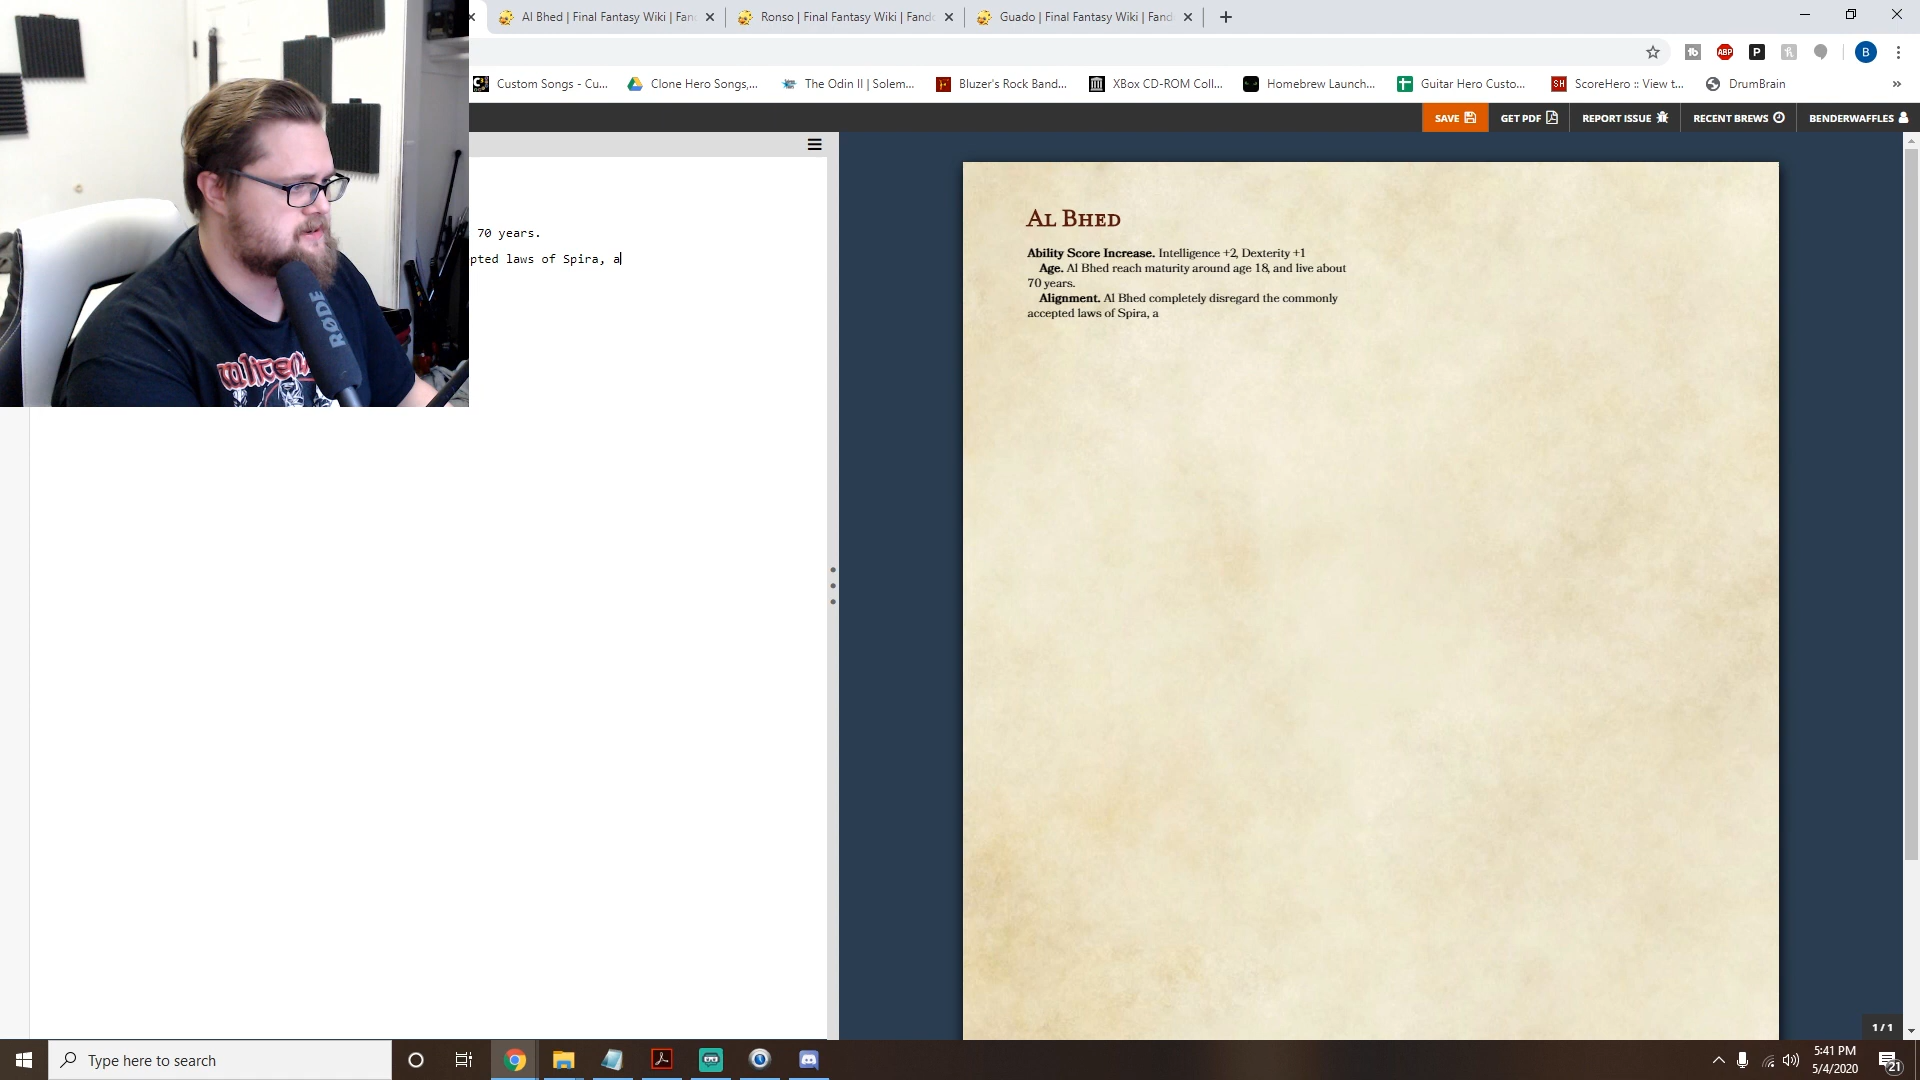 Al Bhed | Final Fantasy Wiki | Fan
Ronso | Final Fantasy Wiki | Fand
Guado | Final Fantasy Wiki | Fand
B
Custom Songs - Cu...
Clone Hero Songs,...
The Odin II | Solem...
Bluzer's Rock Band...
XBox CD-ROM Coll...
Homebrew Launch...
Guitar Hero Custo...
SH
ScoreHero :: View t...
DrumBrain
»
SAVE
GET PDF
REPORT ISSUE
RECENT BREWS
BENDERWAFFLES
70 years.
pted laws of Spira, a
RØDE
Al Bhed
Ability Score Increase. Intelligence +2, Dexterity +1
Age. Al Bhed reach maturity around age 18, and live about
70 years.
Alignment. Al Bhed completely disregard the commonly
accepted laws of Spira, a
1 / 1
Type here to search
5:41 PM
5/4/2020
21